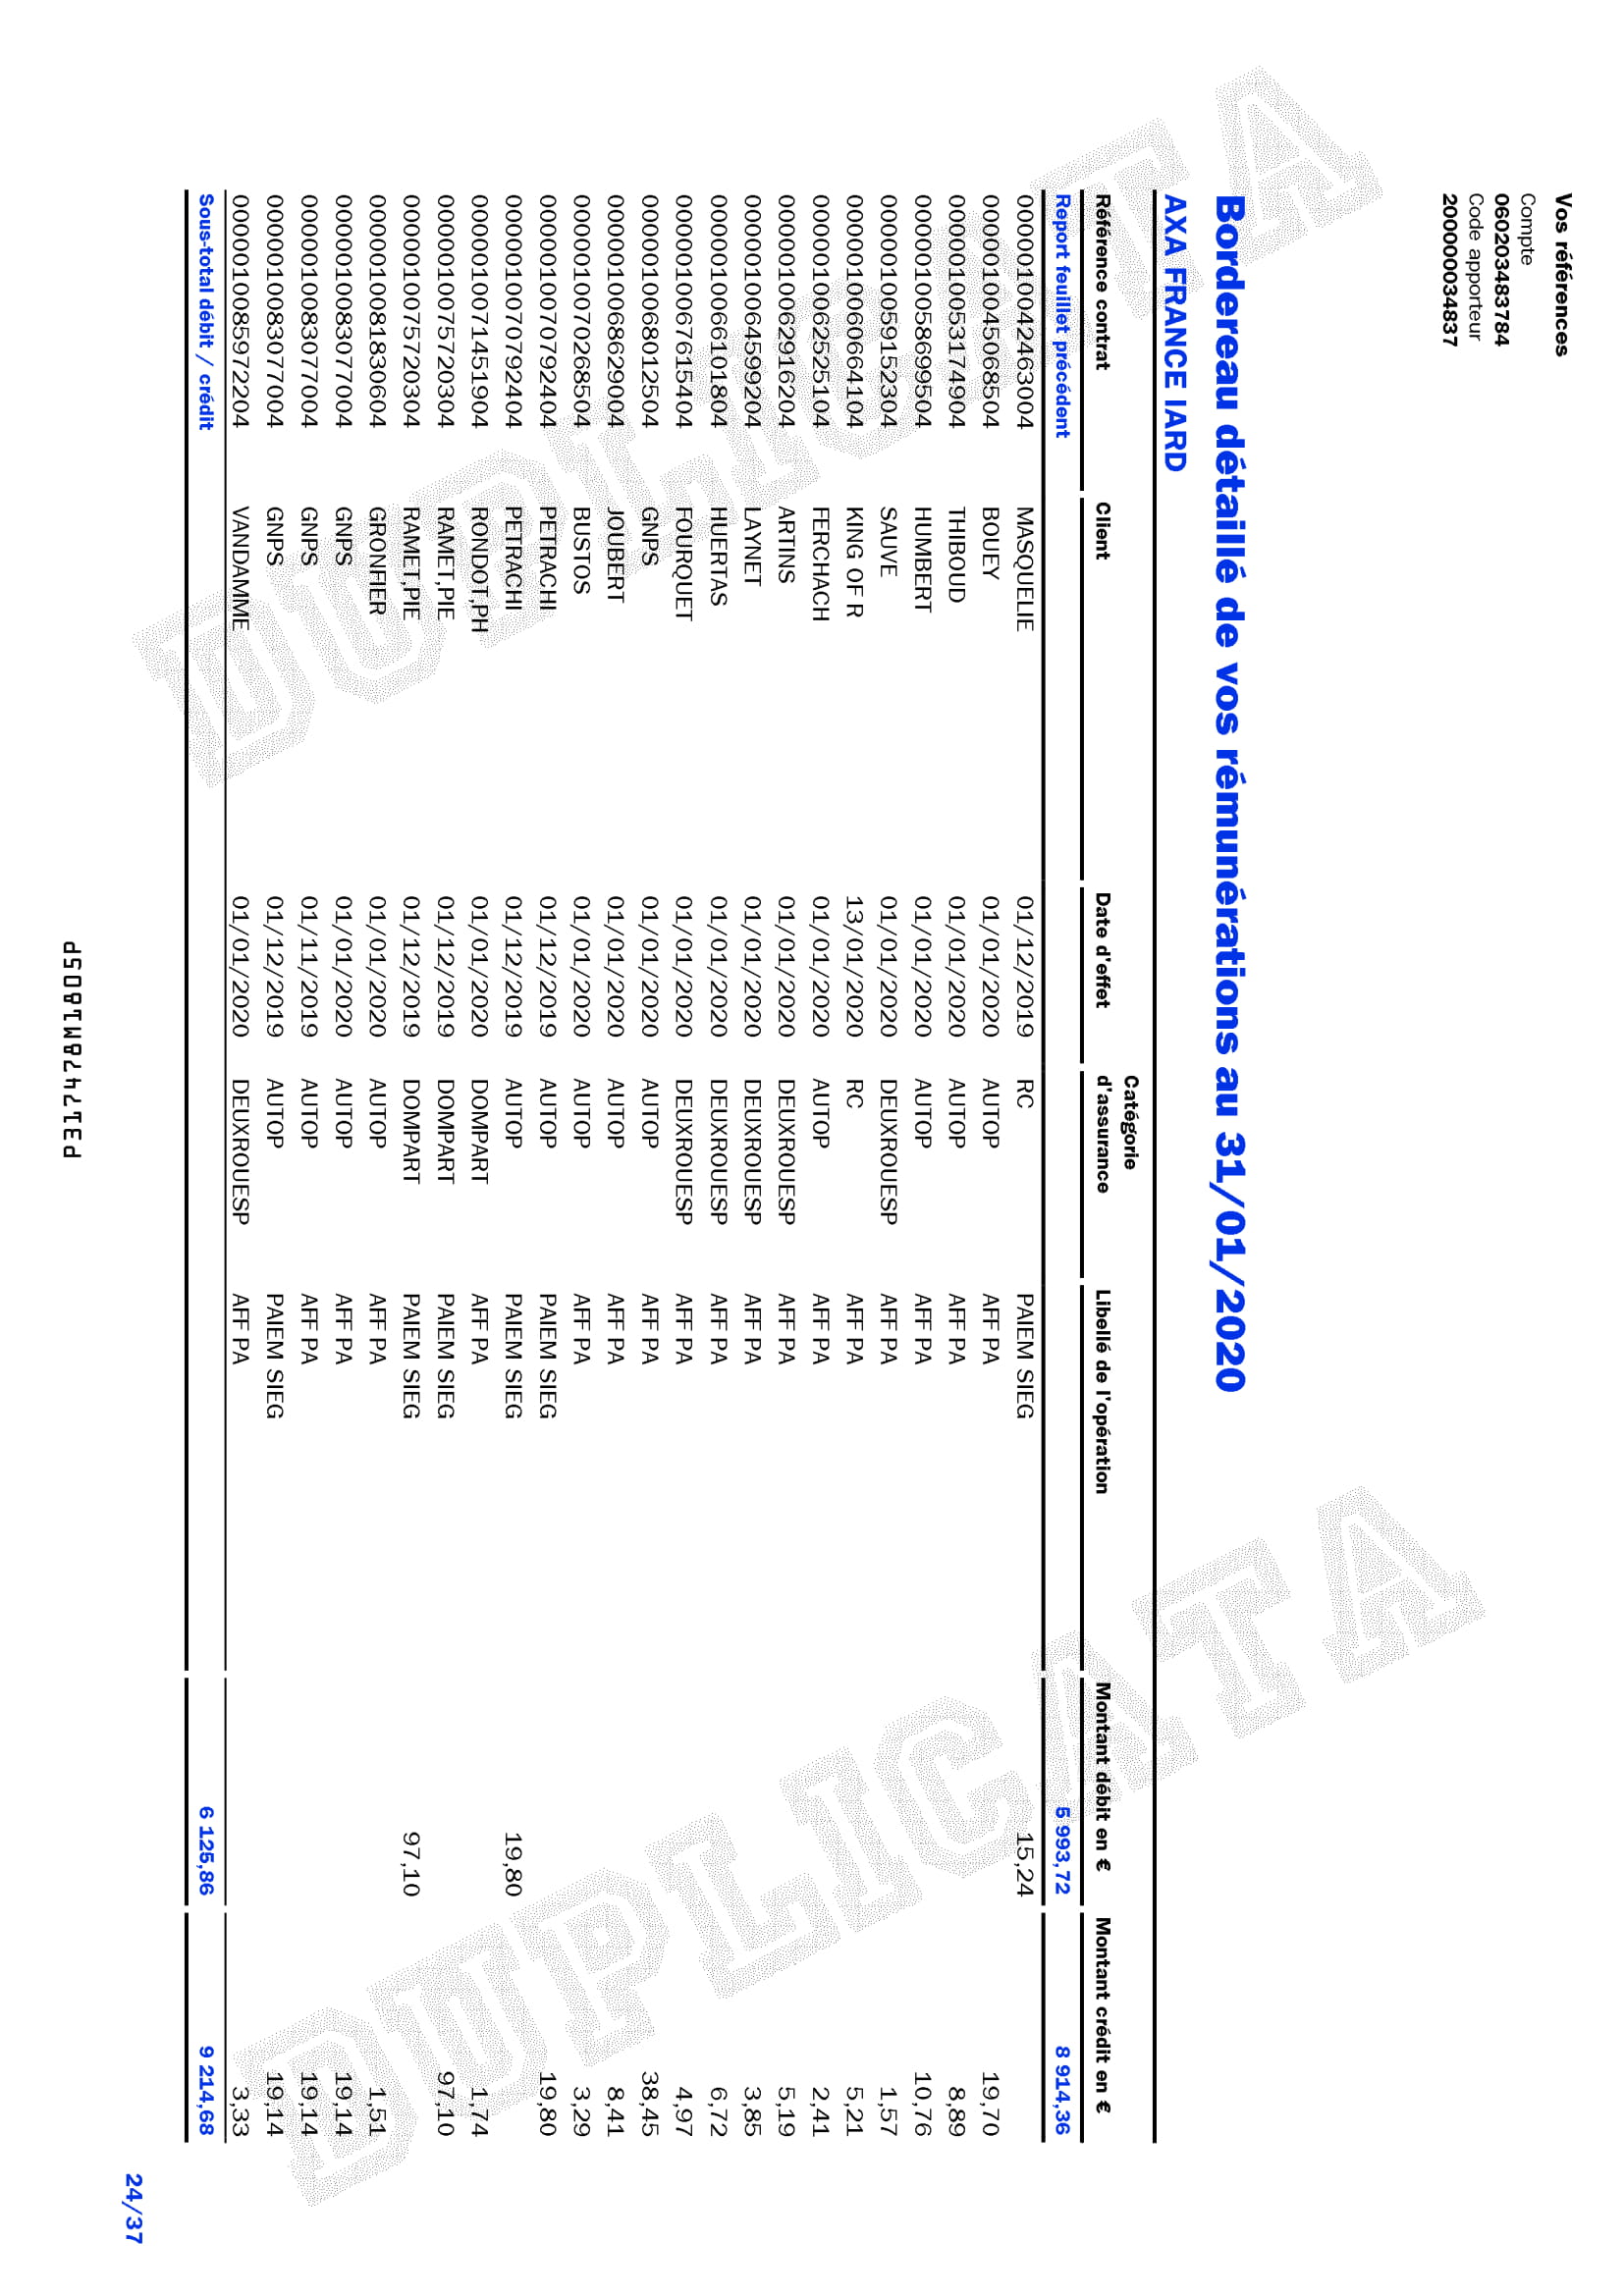 Vos références
Compte
060203483784
Code apporteur
2000000034837
Bordereau détaillé de vos rémunérations au 31/01/2020
AXA FRANCE IARD
Référence contrat Client Date d'effet Catégorie d'assurance Libellé de l'opération Montant débit en € Montant crédit en €
Report feuillet précédent 5 993,72 8 914,36
0000010042463004 MASQUELIE 01/12/2019 RC PAIEM SIEG 15,24
0000010045068504 BOUEY 01/01/2020 AUTOP AFF PA 19,70
0000010053174904 THIBOUD 01/01/2020 AUTOP AFF PA 8,89
0000010058699504 HUMBERT 01/01/2020 AUTOP AFF PA 10,76
0000010059152304 SAUVE 01/01/2020 DEUXROUESP AFF PA 1,57
0000010060664104 KING OF R 13/01/2020 RC AFF PA 5,21
0000010062525104 FERCHACH 01/01/2020 AUTOP AFF PA 2,41
0000010062916204 ARTINS 01/01/2020 DEUXROUESP AFF PA 5,19
0000010064599204 LAYNET 01/01/2020 DEUXROUESP AFF PA 3,85
0000010066101804 HUERTAS 01/01/2020 DEUXROUESP AFF PA 6,72
0000010067615404 FOURQUET 01/01/2020 DEUXROUESP AFF PA 4,97
0000010068012504 GNPS 01/01/2020 AUTOP AFF PA 38,45
0000010068629004 JOUBERT 01/01/2020 AUTOP AFF PA 8,41
0000010070268504 BUSTOS 01/01/2020 AUTOP AFF PA 3,29
0000010070792404 PETRACHI 01/12/2019 AUTOP PAIEM SIEG 19,80
0000010070792404 PETRACHI 01/12/2019 AUTOP PAIEM SIEG 19,80
0000010071451904 RONDOT,PH 01/01/2020 DOMPART AFF PA 1,74
0000010075720304 RAMET,PIE 01/12/2019 DOMPART PAIEM SIEG 97,10
0000010075720304 RAMET,PIE 01/12/2019 DOMPART PAIEM SIEG 97,10
0000010081830604 GRONFIER 01/01/2020 AUTOP AFF PA 1,51
0000010083077004 GNPS 01/01/2020 AUTOP AFF PA 19,14
0000010083077004 GNPS 01/11/2019 AUTOP AFF PA 19,14
0000010083077004 GNPS 01/12/2019 AUTOP PAIEM SIEG 19,14
0000010085972204 VANDAMME 01/01/2020 DEUXROUESP AFF PA 3,33
Sous-total débit / crédit 6 125,86 9 214,68
24/37
DUPLICATA
DUPLICATA